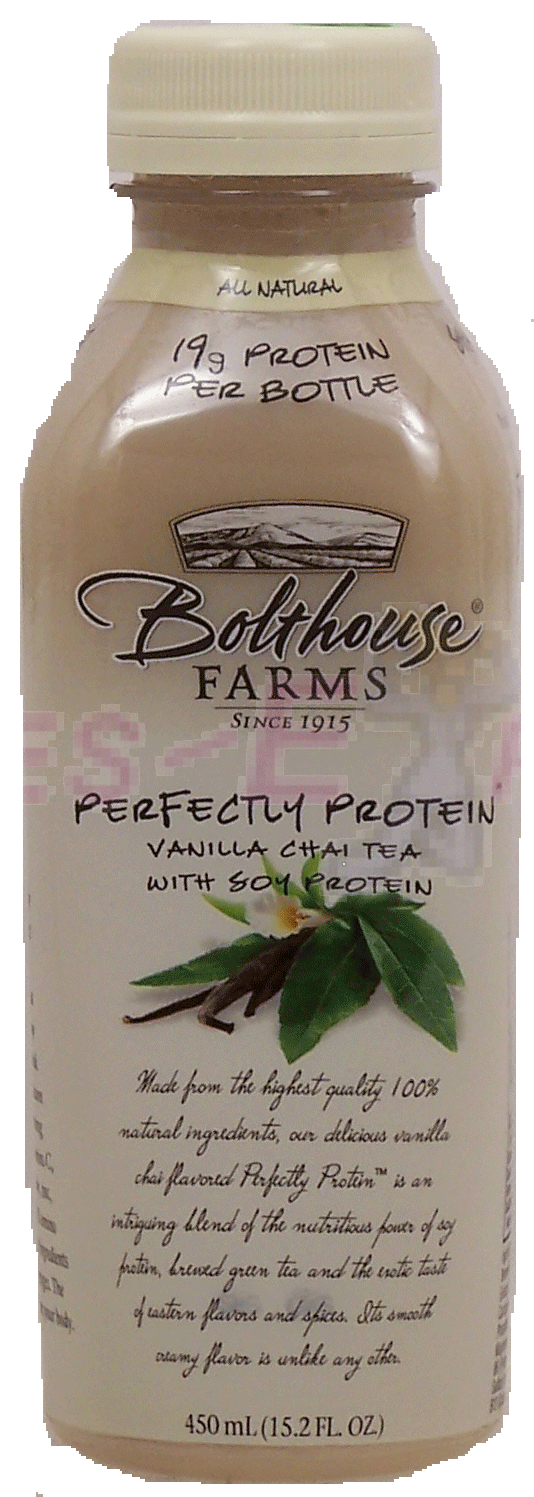 ALL NATURAL
19g PROTEIN
PER BOTTLE
Bolthouse®
FARMS
SINCE 1915
ES-E
PERFECTLY PROTEIN
VANILLA CHAI TEA
WITH SOY PROTEIN
Made from the highest quality 100%
natural ingredients, our delicious vanilla
chai flavored Perfectly Protein™ is an
intriguing blend of the nutritious power of soy
protein, brewed green tea and the exotic taste
of eastern flavors and spices. Its smooth
creamy flavor is unlike any other.
450 mL (15.2 FL. OZ.)